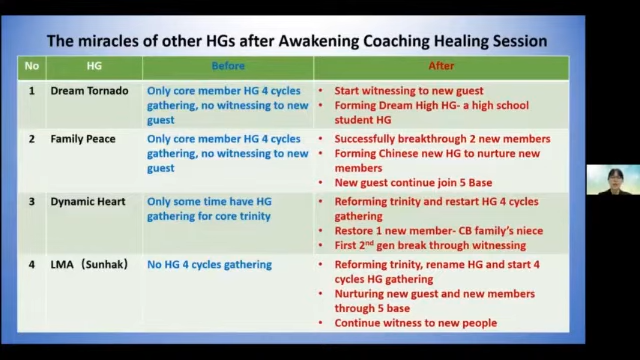 The miracles of other HGs after Awakening Coaching Healing Session
No HG Before After
1 Dream Tornado
Only core member HG 4 cycles
gathering, no witnessing to new
guest
• Start witnessing to new guest
• Forming Dream High HG- a high school
student HG
2 Family Peace
Only core member HG 4 cycles
gathering, no witnessing to new
guest
• Successfully breakthrough 2 new members
• Forming Chinese new HG to nurture new
members
• New guest continue join 5 Base
3 Dynamic Heart
Only some time have HG
gathering for core trinity
• Reforming trinity and restart HG 4 cycles
gathering
• Restore 1 new member- CB family's niece
• First 2nd gen break through witnessing
4 LMA (Sunhak)
No HG 4 cycles gathering
• Reforming trinity, rename HG and start 4
cycles HG gathering
• Nurturing new guest and new members
through 5 base
• Continue witness to new people